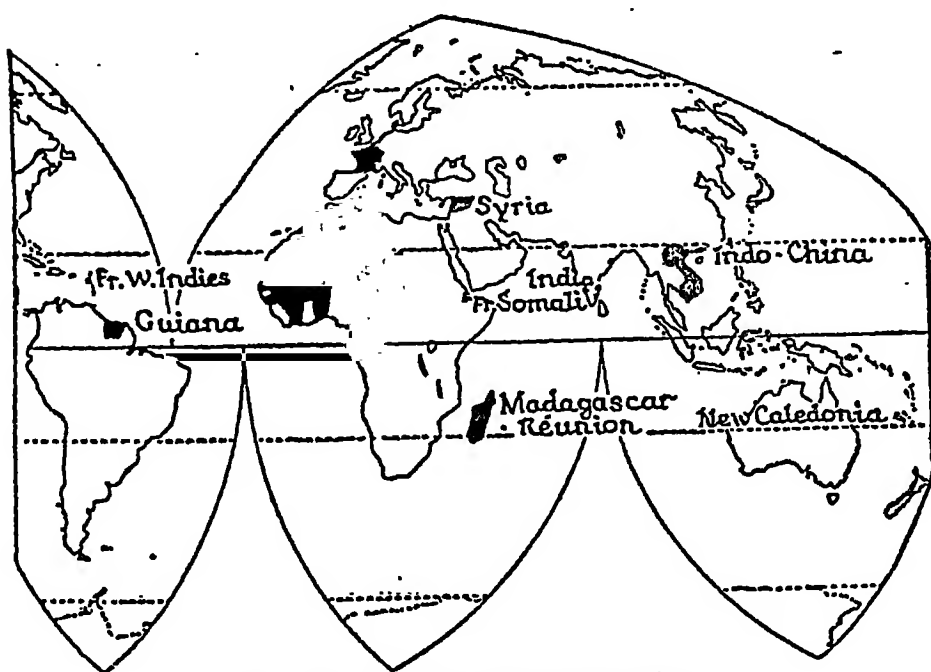 Syria
Indo-China
Fr. W. Indies
India
Fr. Somali
Guiana
Madagascar
Réunion
New Caledonia